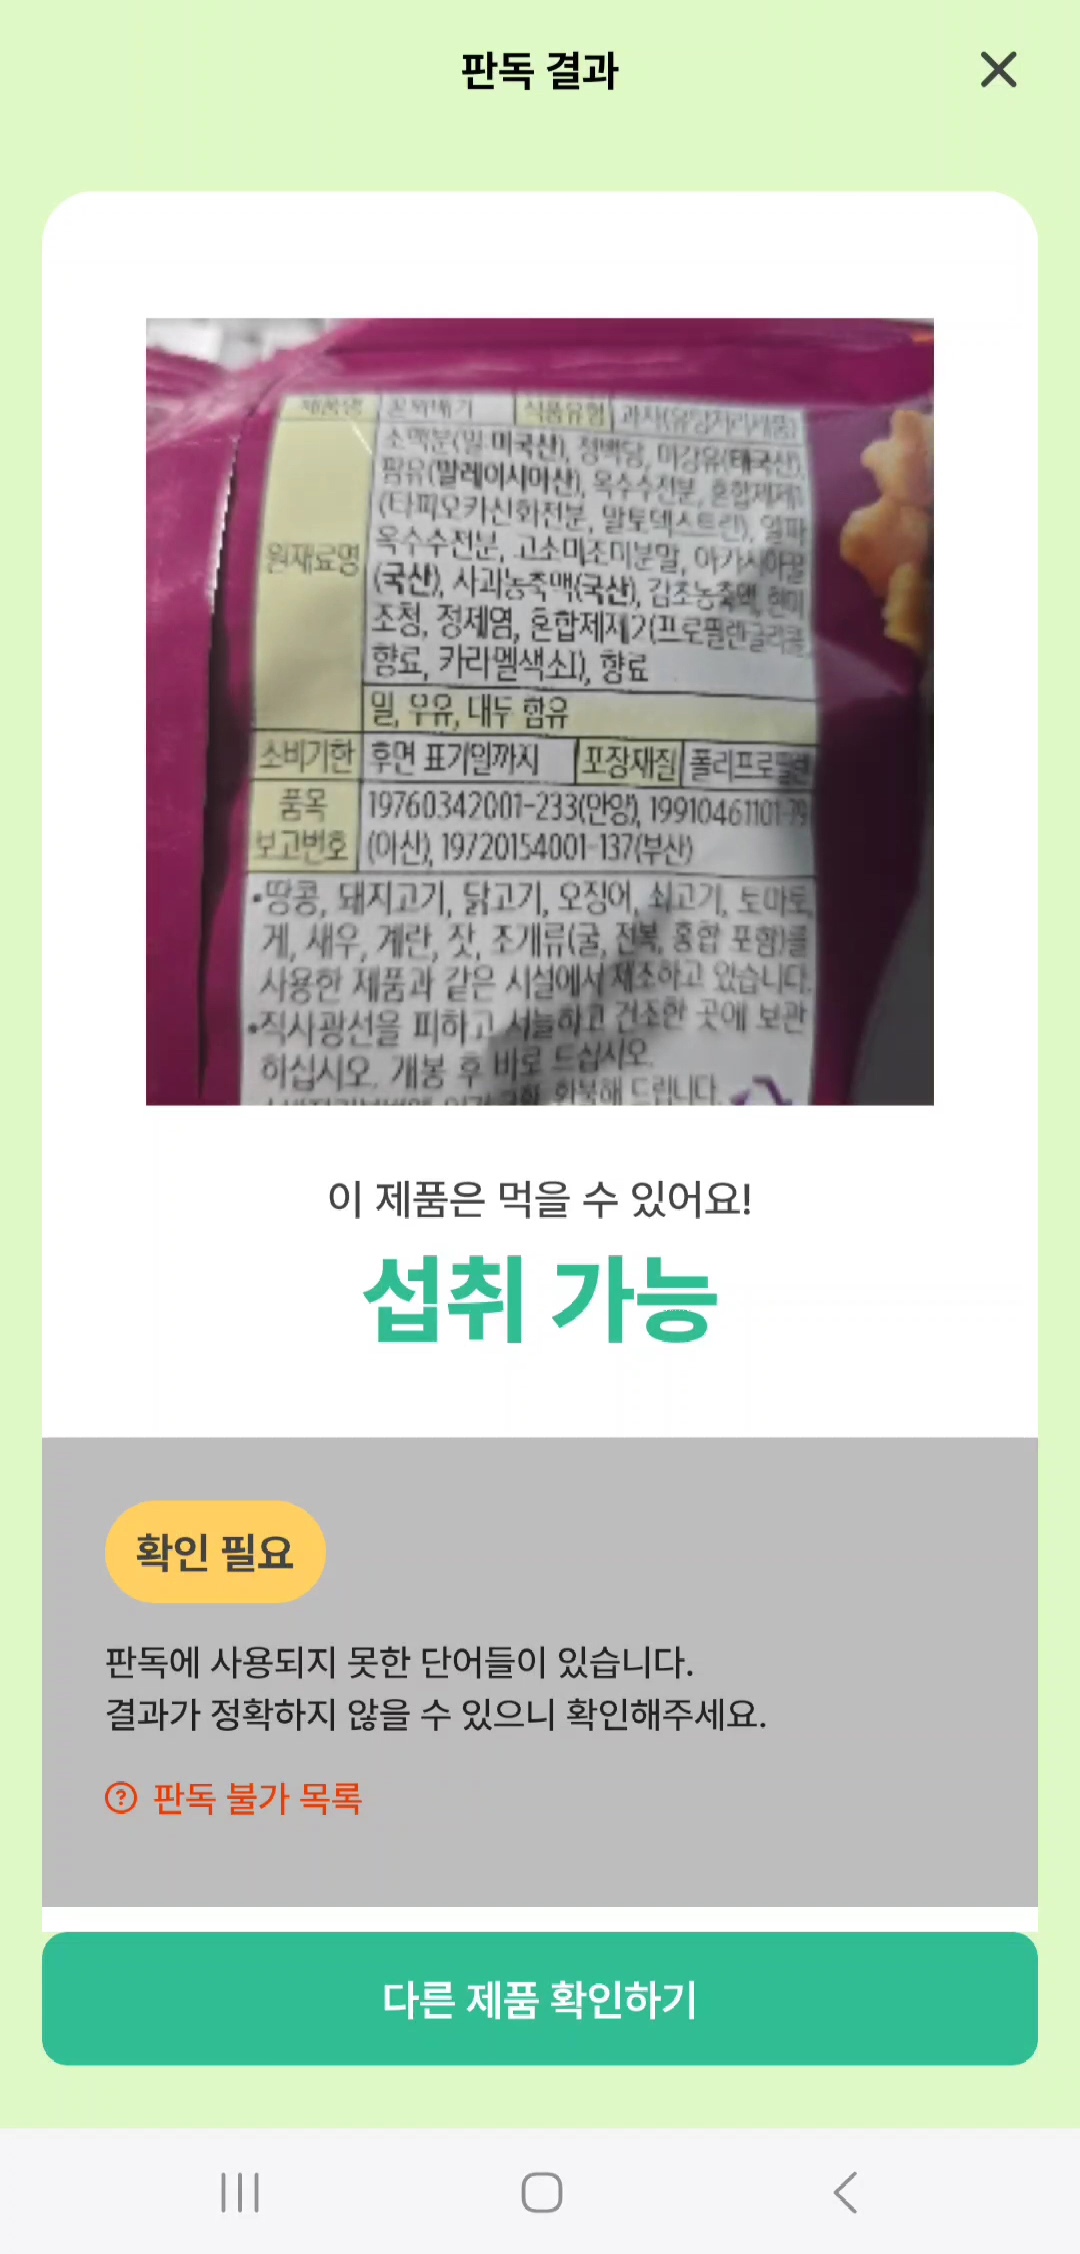 판독 결과
제품명 꼬꽈배기 식품유형 과자(유탕처리제품)
소맥분(밀:미국산), 정백당, 미강유(태국산),
팜유(말레이시아산), 옥수수전분, 혼합제제1
(타피오카산화전분, 말토덱스트린), 알파
원재료명 옥수수전분, 고소미조미분말, 아카시아꿀
(국산), 사과농축액(국산), 감초농축액, 현미
조청, 정제염, 혼합제제2(프로필렌글리콜,
향료, 카라멜색소I), 향료
밀, 우유, 대두 함유
소비기한 후면 표기일까지 포장재질 폴리프로필렌
품목 19760342001-233(안양), 19910461101-79
보고번호 (아산), 19720154001-137(부산)
•땅콩, 돼지고기, 닭고기, 오징어, 쇠고기, 토마토,
게, 새우, 계란, 잣, 조개류(굴, 전복, 홍합 포함)를
사용한 제품과 같은 시설에서 제조하고 있습니다.
•직사광선을 피하고 서늘하고 건조한 곳에 보관
하십시오. 개봉 후 바로 드십시오.
환불해 드립니다.
이 제품은 먹을 수 있어요!
섭취 가능
확인 필요
판독에 사용되지 못한 단어들이 있습니다.
결과가 정확하지 않을 수 있으니 확인해주세요.
판독 불가 목록
다른 제품 확인하기